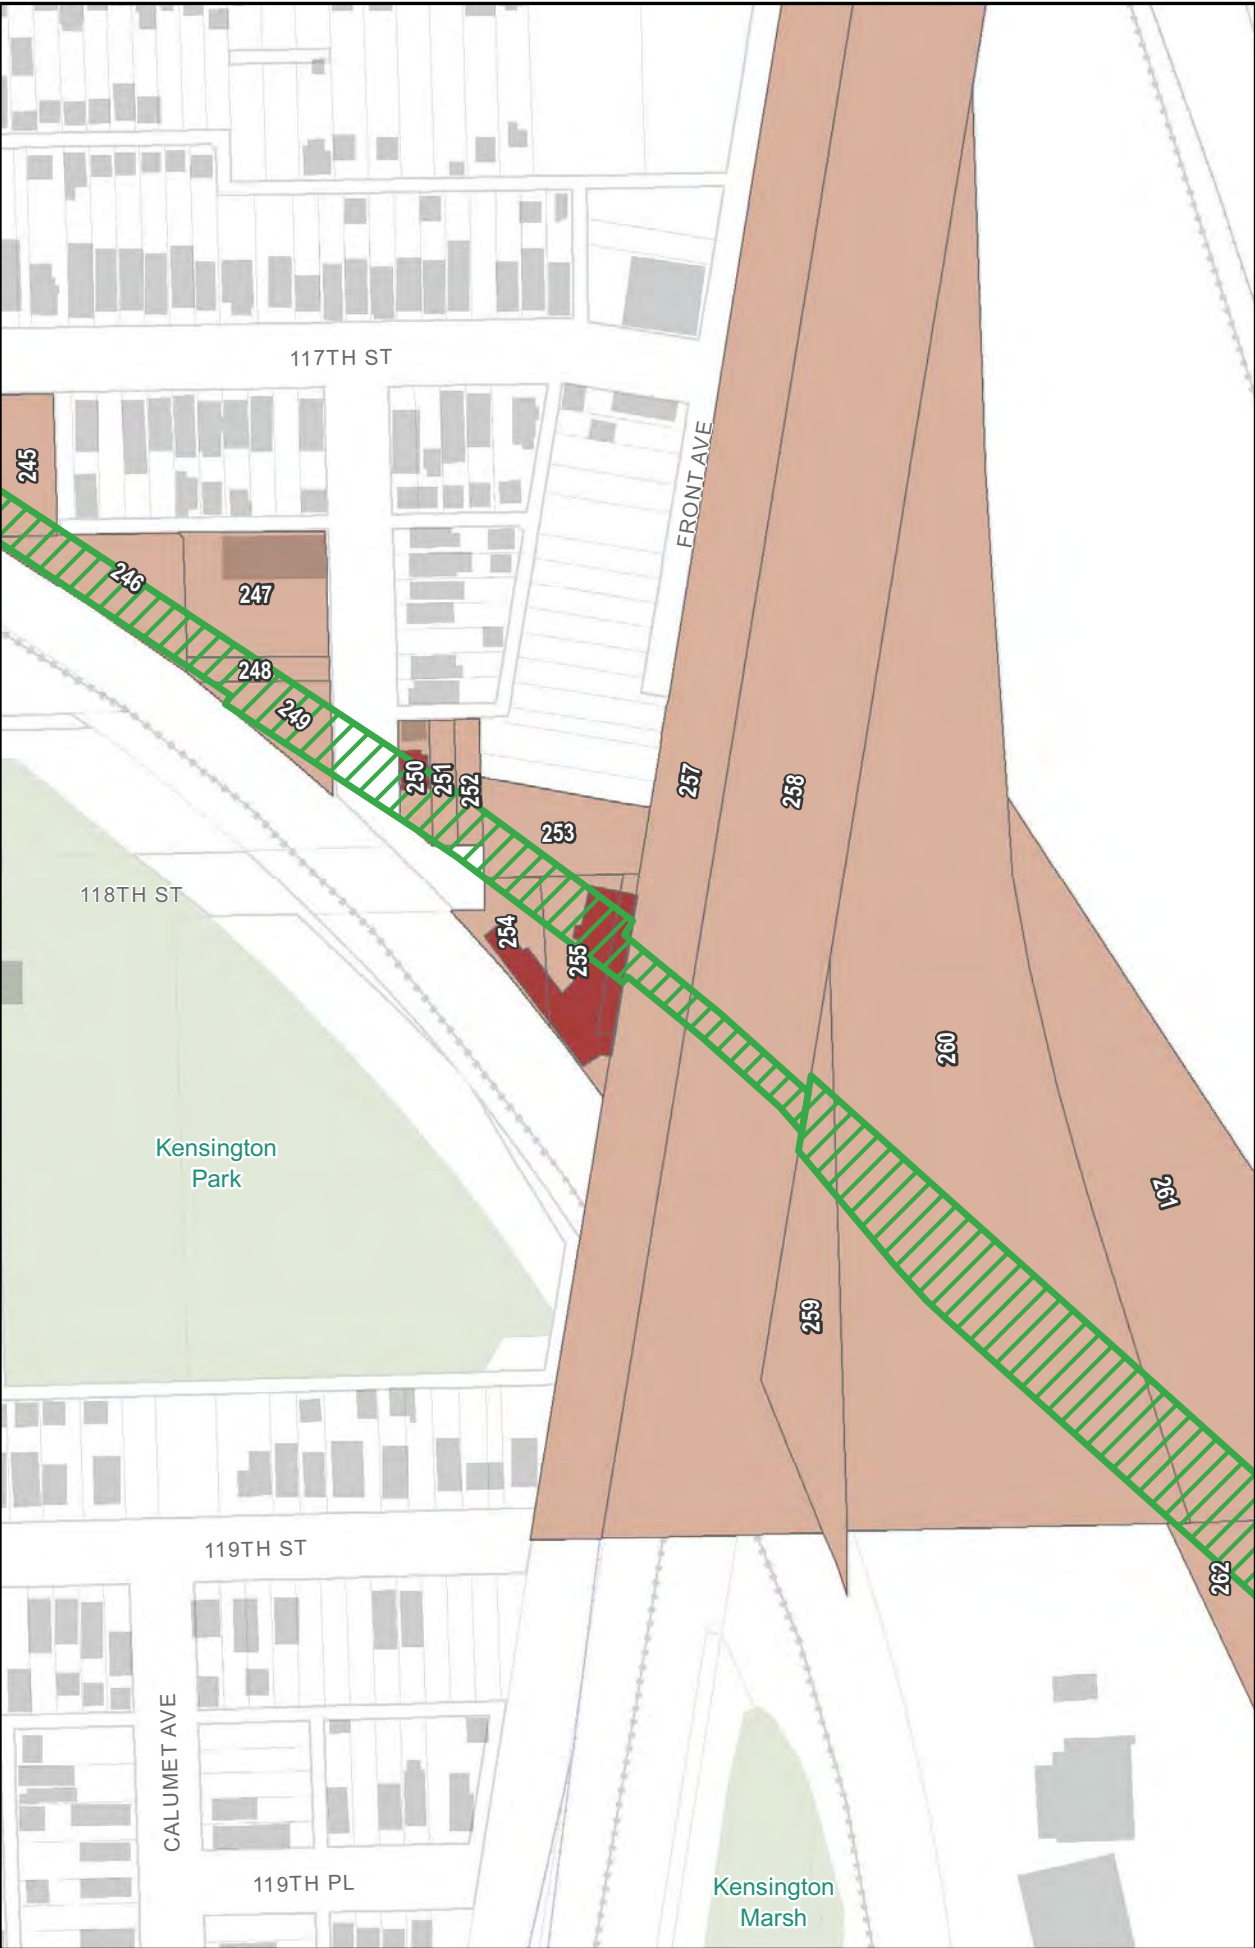 117TH ST
245
FRONT AVE
246
247
248
249
250
251
252
257
258
253
118TH ST
254
255
260
Kensington
Park
261
259
119TH ST
262
CALUMET AVE
119TH PL
Kensington
Marsh